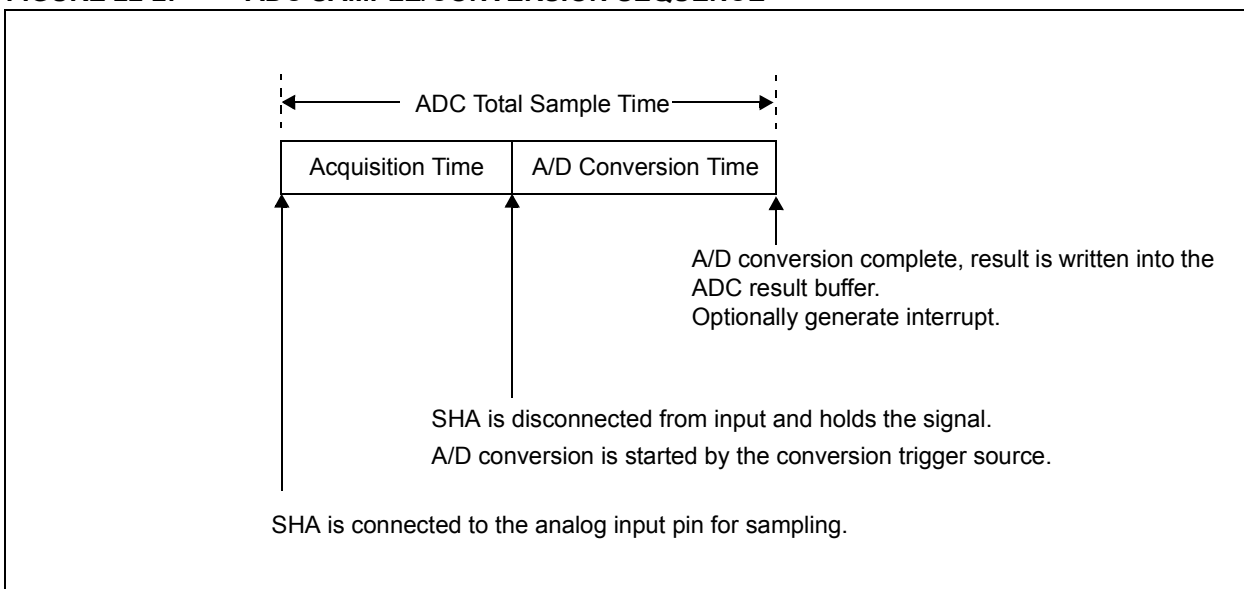 ADC Total Sample Time
Acquisition Time
A/D Conversion Time
A/D conversion complete, result is written into the
ADC result buffer.
Optionally generate interrupt.
SHA is disconnected from input and holds the signal.
A/D conversion is started by the conversion trigger source.
SHA is connected to the analog input pin for sampling.